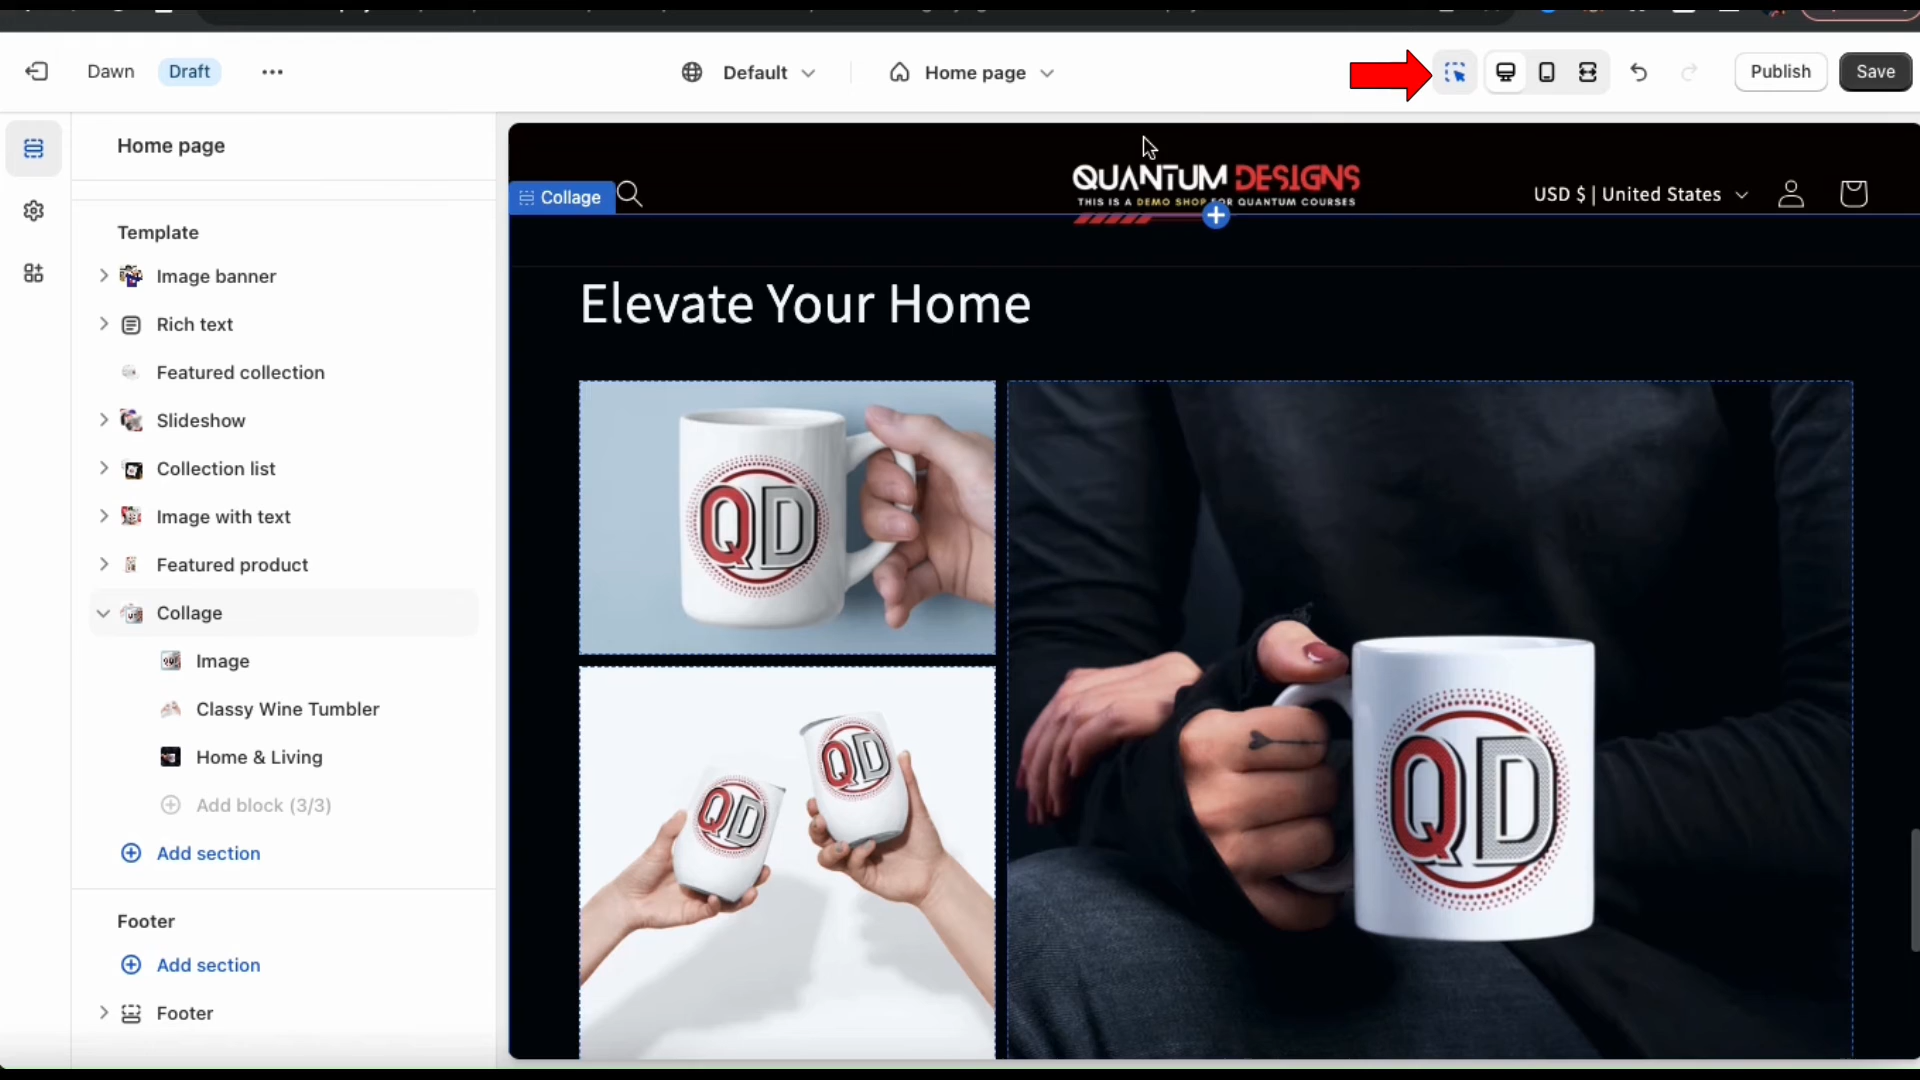 Dawn
Draft
Default
Home page
Publish
Save
Home page
Template
Image banner
Rich text
Featured collection
Slideshow
Collection list
Image with text
Featured product
Collage
Image
Classy Wine Tumbler
Home & Living
Add block (3/3)
Add section
Footer
Add section
Footer
Collage
QUANTUM DESIGNS
THIS IS A DEMO SHOP FOR QUANTUM COURSES
USD $ | United States
Elevate Your Home
QD
QD
QD
QD